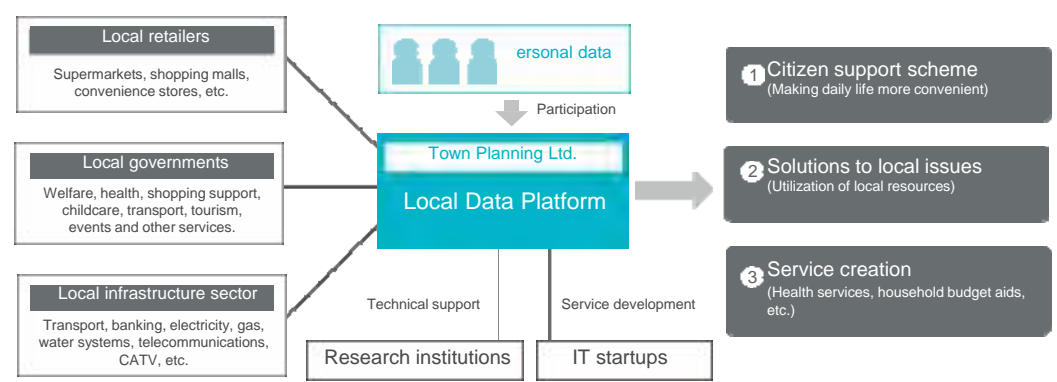 Local retailers
Supermarkets, shopping malls,
convenience stores, etc.
Local governments
Welfare, health, shopping support,
childcare, transport, tourism,
events and other services.
Local infrastructure sector
Transport, banking, electricity, gas,
water systems, telecommunications,
CATV, etc.
ersonal data
Participation
Town Planning Ltd.
Local Data Platform
Technical support
Service development
Research institutions
IT startups
1 Citizen support scheme
(Making daily life more convenient)
2 Solutions to local issues
(Utilization of local resources)
3 Service creation
(Health services, household budget aids,
etc.)